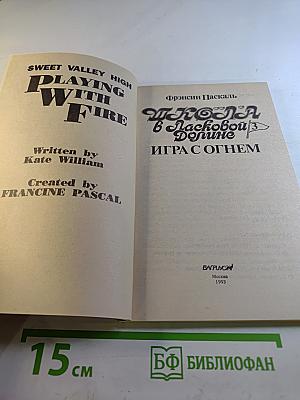 SWEET VALLEY HIGH
PLAYING
WITH
FIRE
Written by
Kate William
Created by
FRANCINE PASCAL
Фрэнсин Паскаль
ШКОЛА
в Ласковой 3
Долине
ИГРА С ОГНЕМ
Москва
1993
15 см
БФ БИБЛИОФАН